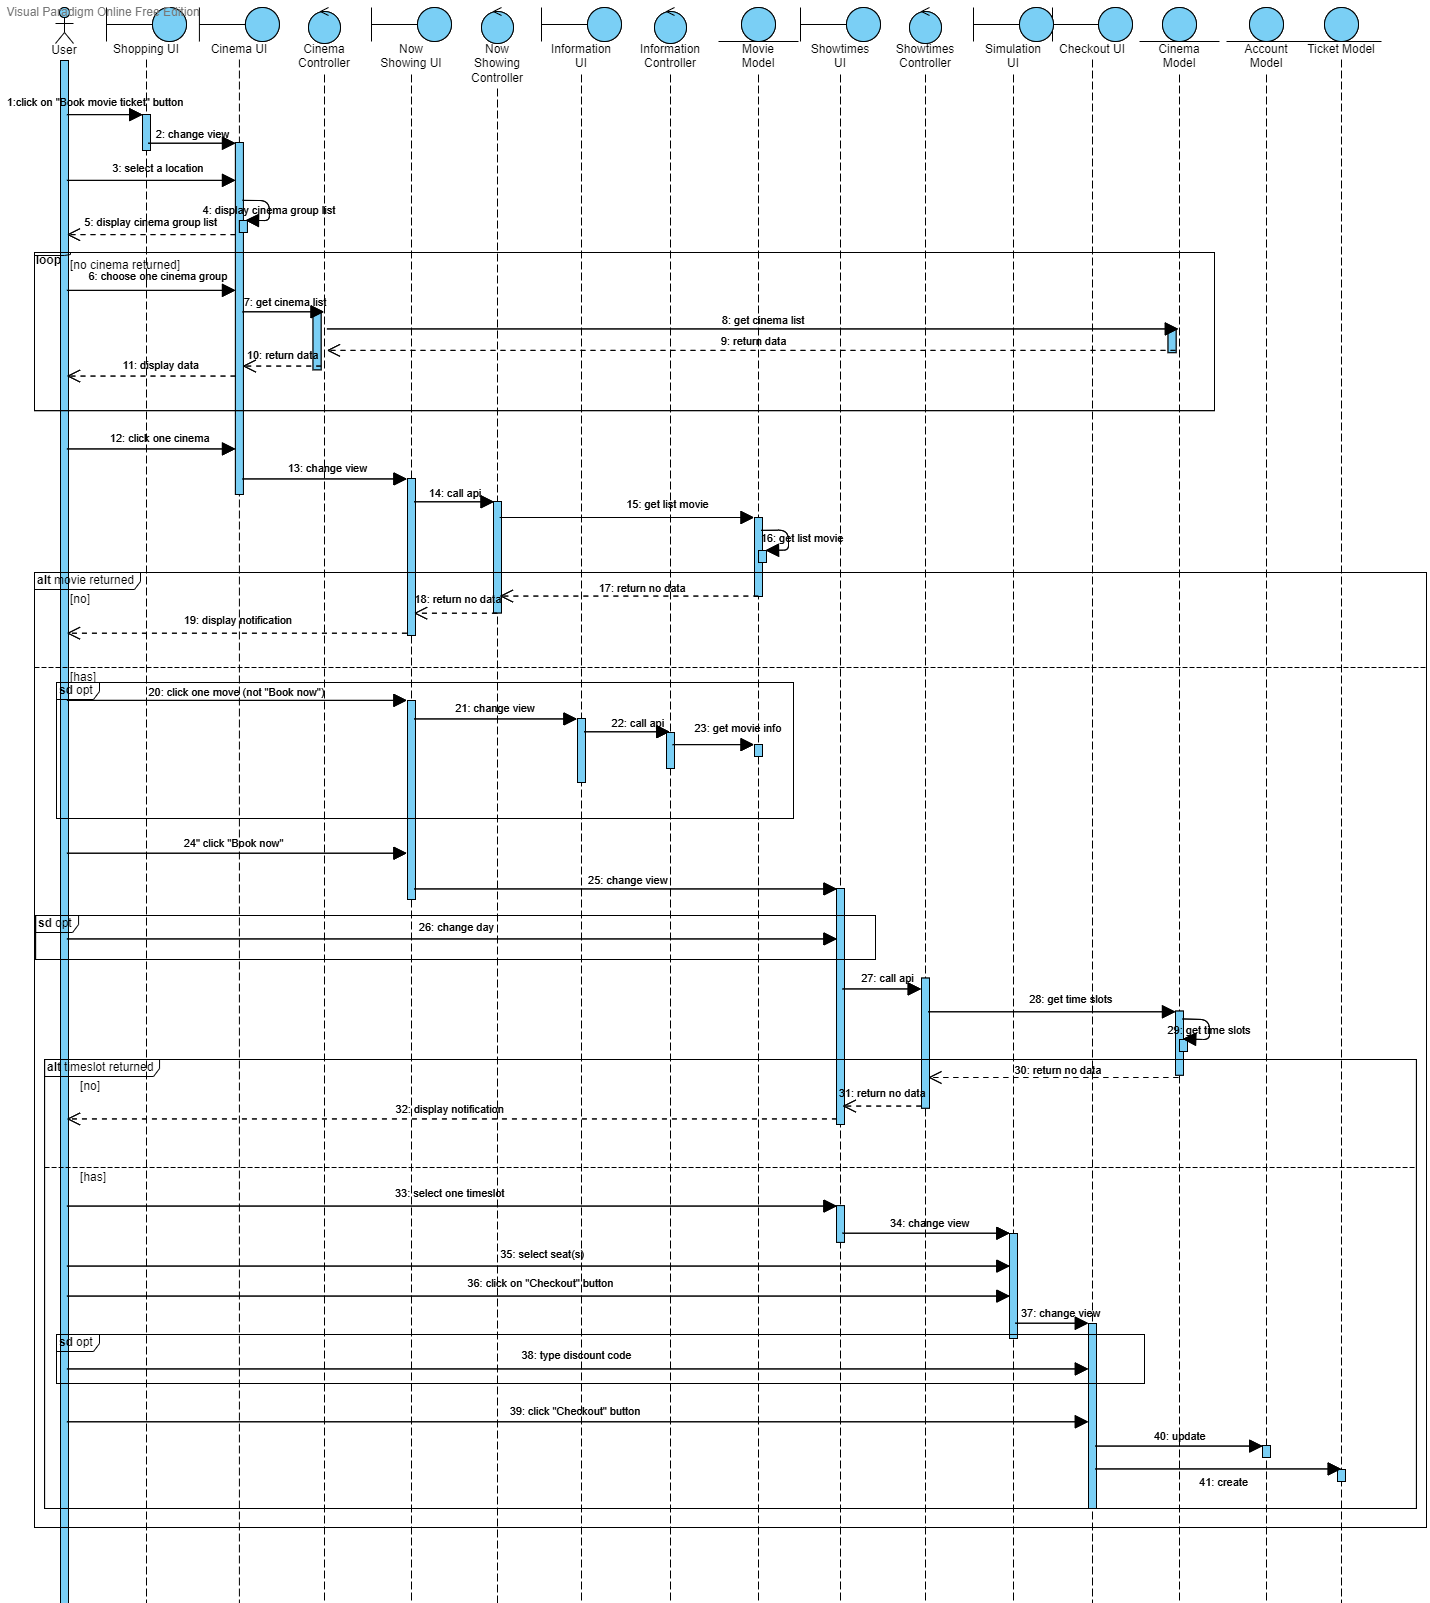 Visual Paradigm Online Free Edition
User
Shopping UI
Cinema UI
Cinema
Controller
Now
Showing UI
Now
Showing
Controller
Information
UI
Information
Controller
Movie
Model
Showtimes
UI
Showtimes
Controller
Simulation
UI
Checkout UI
Cinema
Model
Account
Model
Ticket Model
1:click on "Book movie ticket" button
2: change view
3: select a location
4: display cinema group list
5: display cinema group list
loop
[no cinema returned]
6: choose one cinema group
7: get cinema list
8: get cinema list
9: return data
10: return data
11: display data
12: click one cinema
13: change view
14: call api
15: get list movie
16: get list movie
alt movie returned
[no]
17: return no data
18: return no data
19: display notification
[has]
sd opt
20: click one move (not "Book now")
21: change view
22: call api
23: get movie info
24" click "Book now"
25: change view
sd opt
26: change day
27: call api
28: get time slots
29: get time slots
alt timeslot returned
[no]
30: return no data
31: return no data
32: display notification
[has]
33: select one timeslot
34: change view
35: select seat(s)
36: click on "Checkout" button
37: change view
sd opt
38: type discount code
39: click "Checkout" button
40: update
41: create